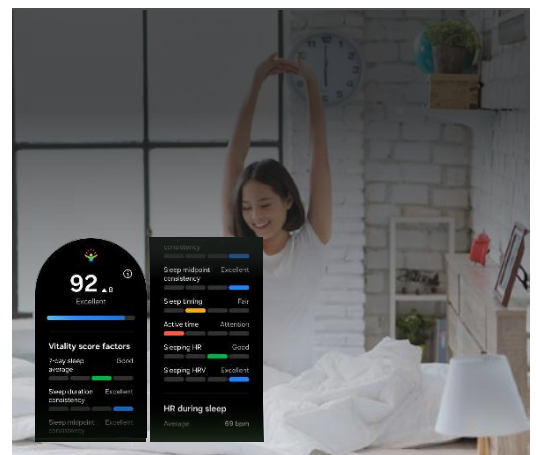 92 ▲8
Excellent
Vitality score factors
7-day sleep average Good
Sleep duration consistency Excellent
Sleep midpoint consistency Excellent
consistency
Sleep midpoint consistency Excellent
Sleep timing Fair
Active time Attention
Sleeping HR Good
Sleeping HRV Excellent
HR during sleep
Average 69 bpm